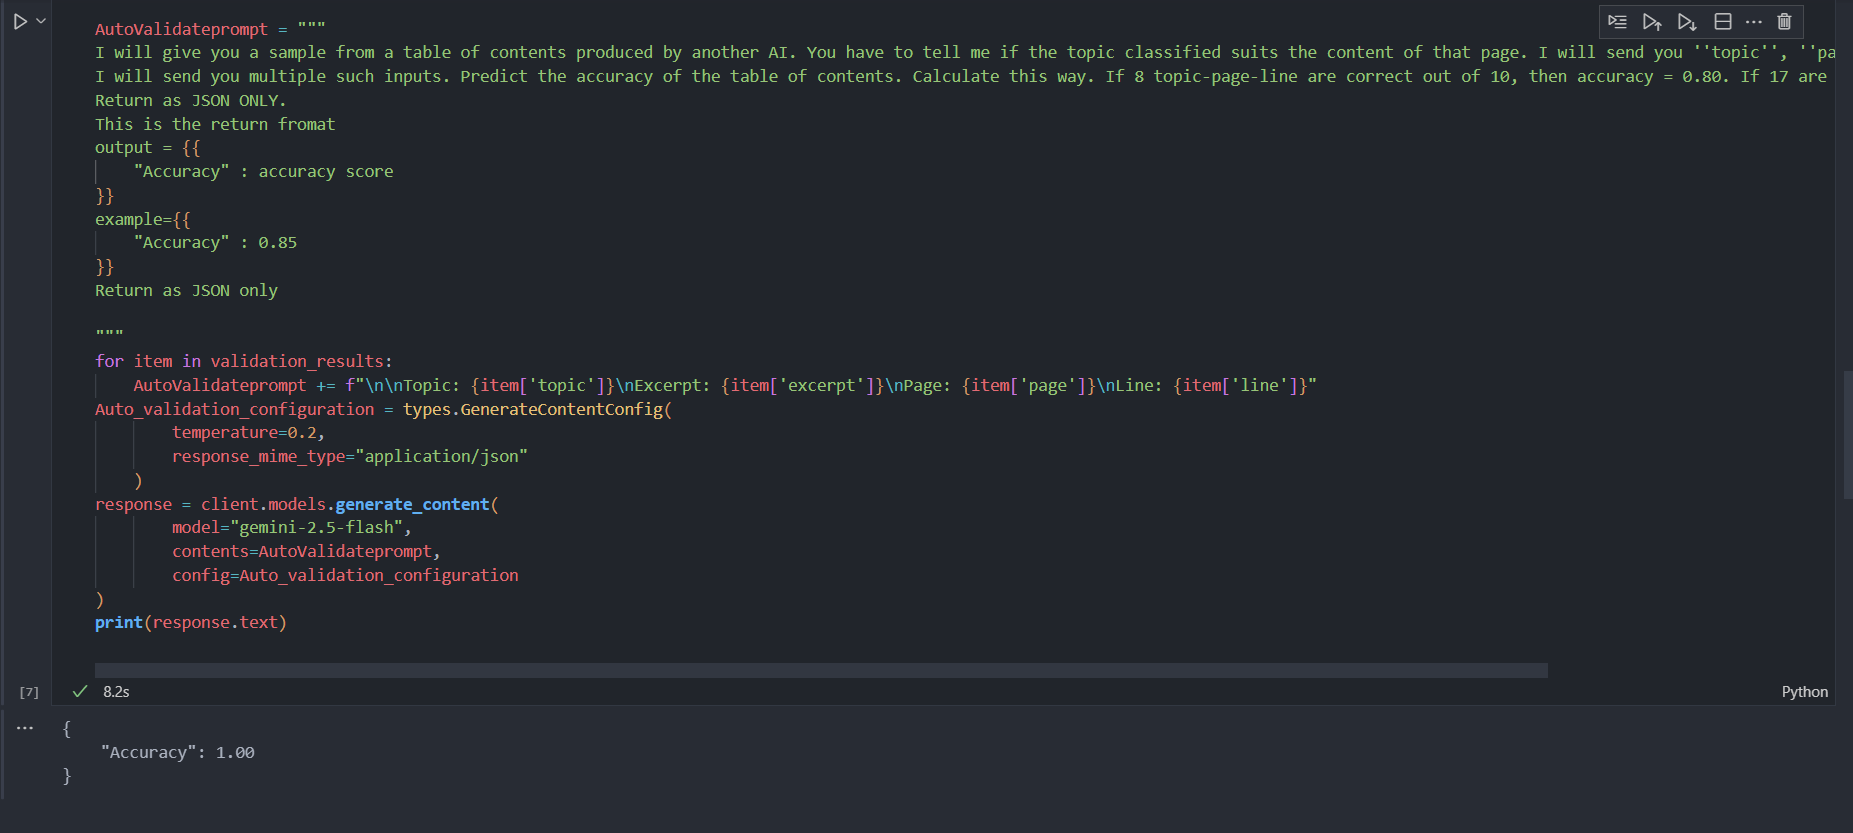 AutoValidateprompt = """
I will give you a sample from a table of contents produced by another AI. You have to tell me if the topic classified suits the content of that page. I will send you ''topic'', ''pa
I will send you multiple such inputs. Predict the accuracy of the table of contents. Calculate this way. If 8 topic-page-line are correct out of 10, then accuracy = 0.80. If 17 are
Return as JSON ONLY.
This is the return fromat
output = {{
    "Accuracy" : accuracy score
}}
example={{
    "Accuracy" : 0.85
}}
Return as JSON only
"""
for item in validation_results:
    AutoValidateprompt += f"\n\nTopic: {item['topic']}\nExcerpt: {item['excerpt']}\nPage: {item['page']}\nLine: {item['line']}"
Auto_validation_configuration = types.GenerateContentConfig(
        temperature=0.2,
        response_mime_type="application/json"
    )
response = client.models.generate_content(
        model="gemini-2.5-flash",
        contents=AutoValidateprompt,
        config=Auto_validation_configuration
)
print(response.text)
[7] 8.2s Python
{
    "Accuracy": 1.00
}